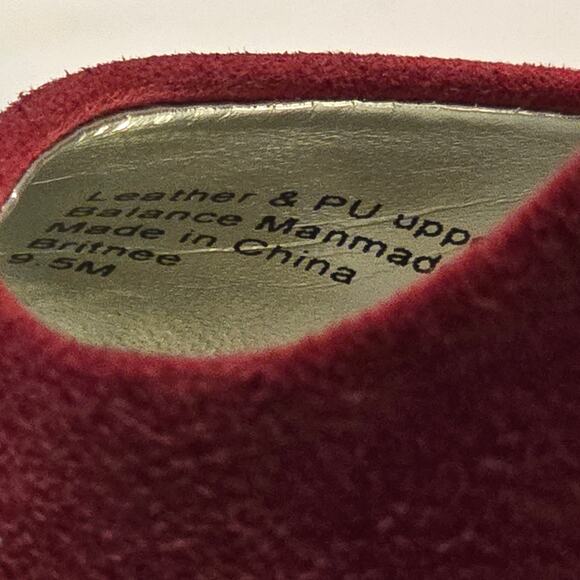 Leather & PU upp
Balance Manmad
Made in China
Britnee
9.5M